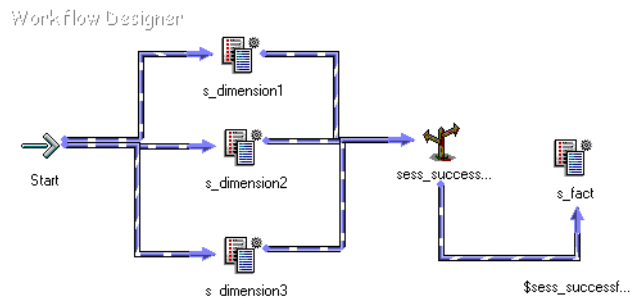 Workflow Designer
s_dimension1
Start
s_dimension2
sess_success...
s_fact
s_dimension3
$sess_successf...